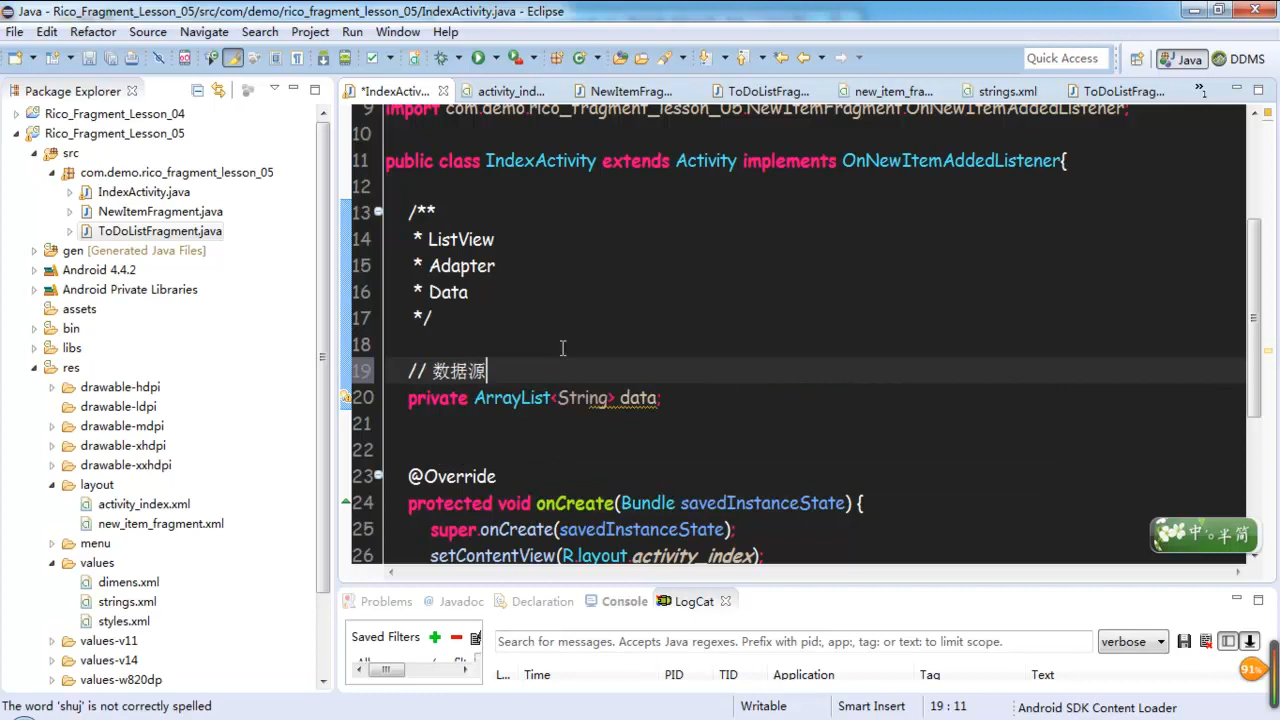 Java - Rico_Fragment_Lesson_05/src/com/demo/rico_fragment_lesson_05/IndexActivity.java - Eclipse
File Edit Refactor Source Navigate Search Project Run Window Help
Quick Access
Java
DDMS
Package Explorer
*IndexActiv...
activity_ind...
NewItemFrag...
ToDoListFrag...
new_item_fra...
strings.xml
ToDoListFrag...
»1
Rico_Fragment_Lesson_04
Rico_Fragment_Lesson_05
src
com.demo.rico_fragment_lesson_05
IndexActivity.java
NewItemFragment.java
ToDoListFragment.java
gen [Generated Java Files]
Android 4.4.2
Android Private Libraries
assets
bin
libs
res
drawable-hdpi
drawable-ldpi
drawable-mdpi
drawable-xhdpi
drawable-xxhdpi
layout
activity_index.xml
new_item_fragment.xml
menu
values
dimens.xml
strings.xml
styles.xml
values-v11
values-v14
values-w820dp
9 import com.demo.rico_fragment_lesson_05.NewItemFragment.OnNewItemAddedListener;
10
11 public class IndexActivity extends Activity implements OnNewItemAddedListener{
12
13 /**
14 * ListView
15 * Adapter
16 * Data
17 */
18
19 // 数据源
20 private ArrayList<String> data;
21
22
23 @Override
24 protected void onCreate(Bundle savedInstanceState) {
25 super.onCreate(savedInstanceState);
26 setContentView(R.layout.activity_index);
中 半 简
Problems
Javadoc
Declaration
Console
LogCat
Saved Filters
Search for messages. Accepts Java regexes. Prefix with pid:, app:, tag: or text: to limit scope.
verbose
L... Time PID TID Application Tag Text
91%
The word 'shuj' is not correctly spelled
Writable
Smart Insert
19 : 11
Android SDK Content Loader